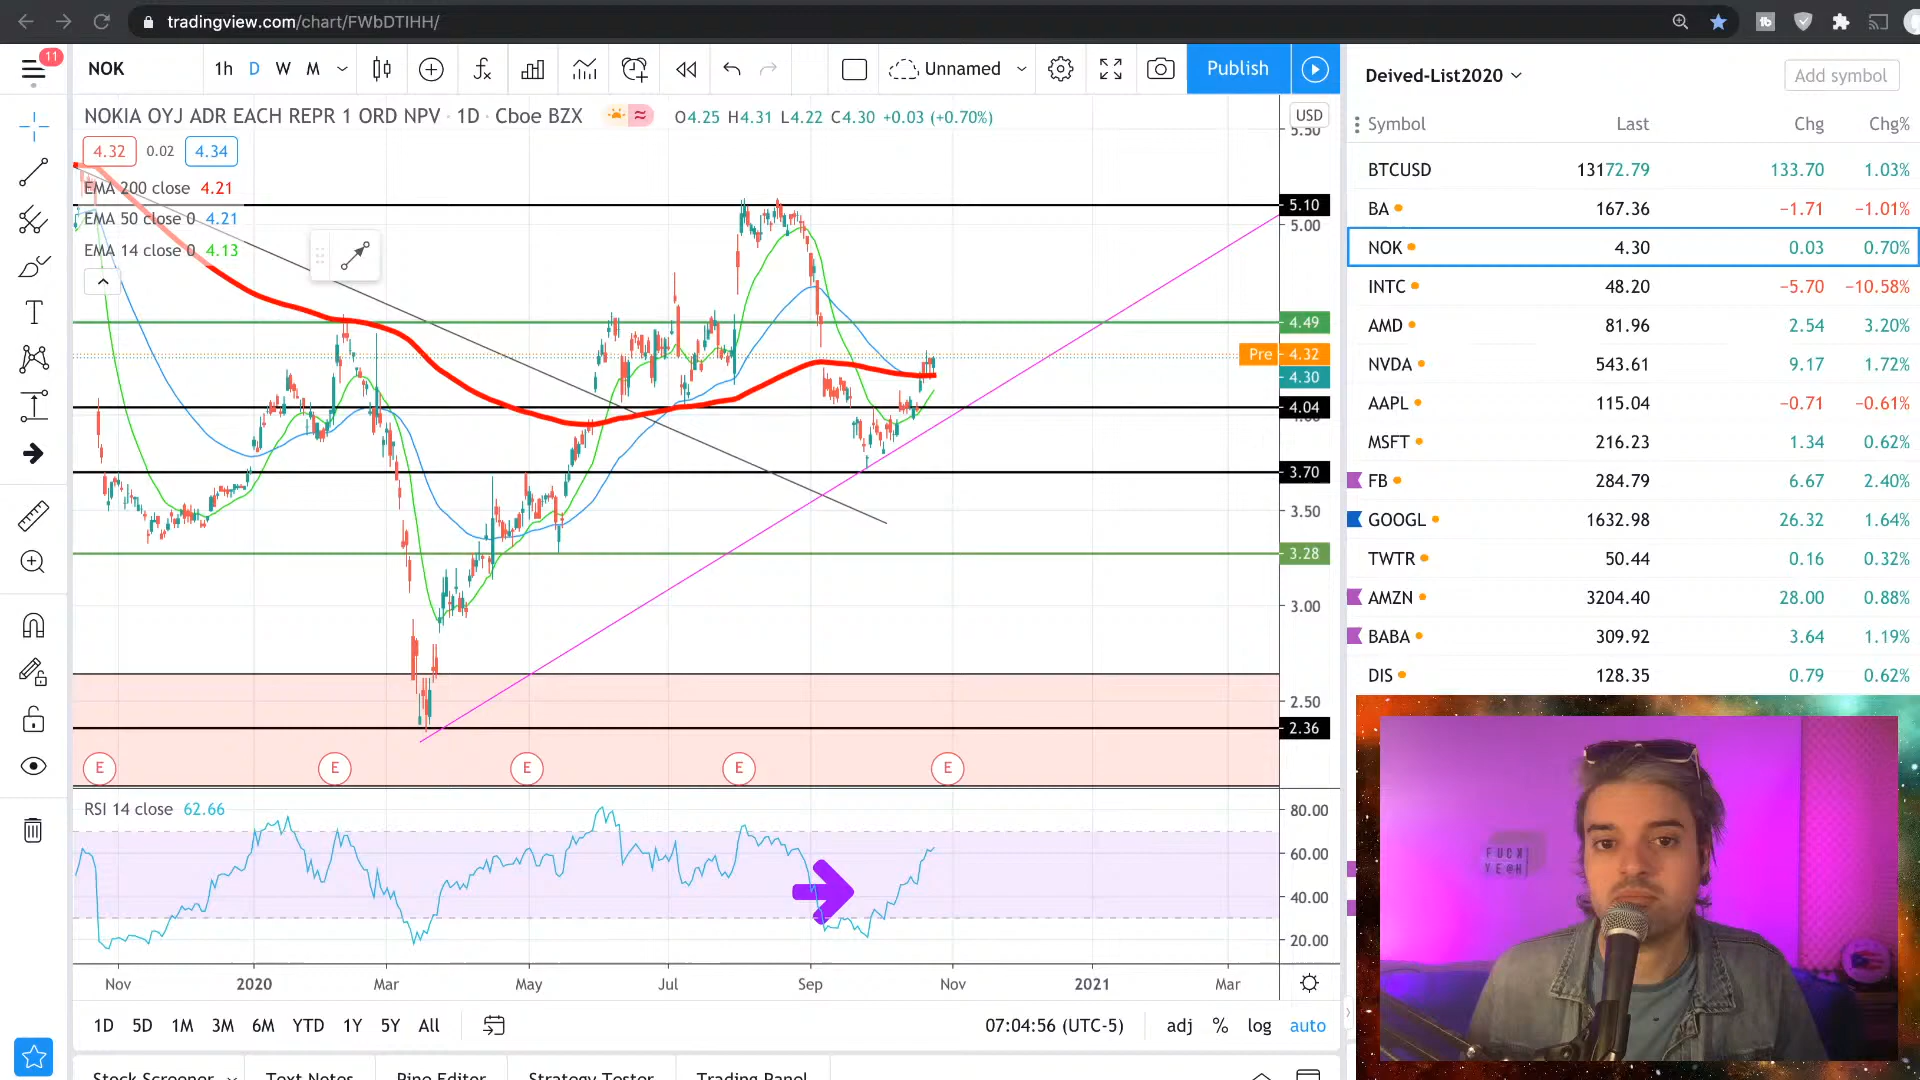 tradingview.com/chart/FWbDTIHH/
11
NOK
1h D W M
Unnamed
Publish
Deived-List2020
Add symbol
NOKIA OYJ ADR EACH REPR 1 ORD NPV · 1D · Cboe BZX
O4.25 H4.31 L4.22 C4.30 +0.03 (+0.70%)
USD
4.32 0.02 4.34
EMA 200 close 4.21
EMA 50 close 0 4.21
EMA 14 close 0 4.13
5.50
5.10
5.00
4.49
Pre 4.32
4.30
4.04
3.70
3.50
3.28
3.00
2.50
2.36
E E E E E
RSI 14 close 62.66
80.00
60.00
40.00
20.00
Nov 2020 Mar May Jul Sep Nov 2021 Mar
1D 5D 1M 3M 6M YTD 1Y 5Y All
07:04:56 (UTC-5) adj % log auto
Stock Screener Text Notes Pine Editor Strategy Tester Trading Panel
Symbol Last Chg Chg%
BTCUSD 13172.79 133.70 1.03%
BA 167.36 −1.71 −1.01%
NOK 4.30 0.03 0.70%
INTC 48.20 −5.70 −10.58%
AMD 81.96 2.54 3.20%
NVDA 543.61 9.17 1.72%
AAPL 115.04 −0.71 −0.61%
MSFT 216.23 1.34 0.62%
FB 284.79 6.67 2.40%
GOOGL 1632.98 26.32 1.64%
TWTR 50.44 0.16 0.32%
AMZN 3204.40 28.00 0.88%
BABA 309.92 3.64 1.19%
DIS 128.35 0.79 0.62%
FUCK
YE@H